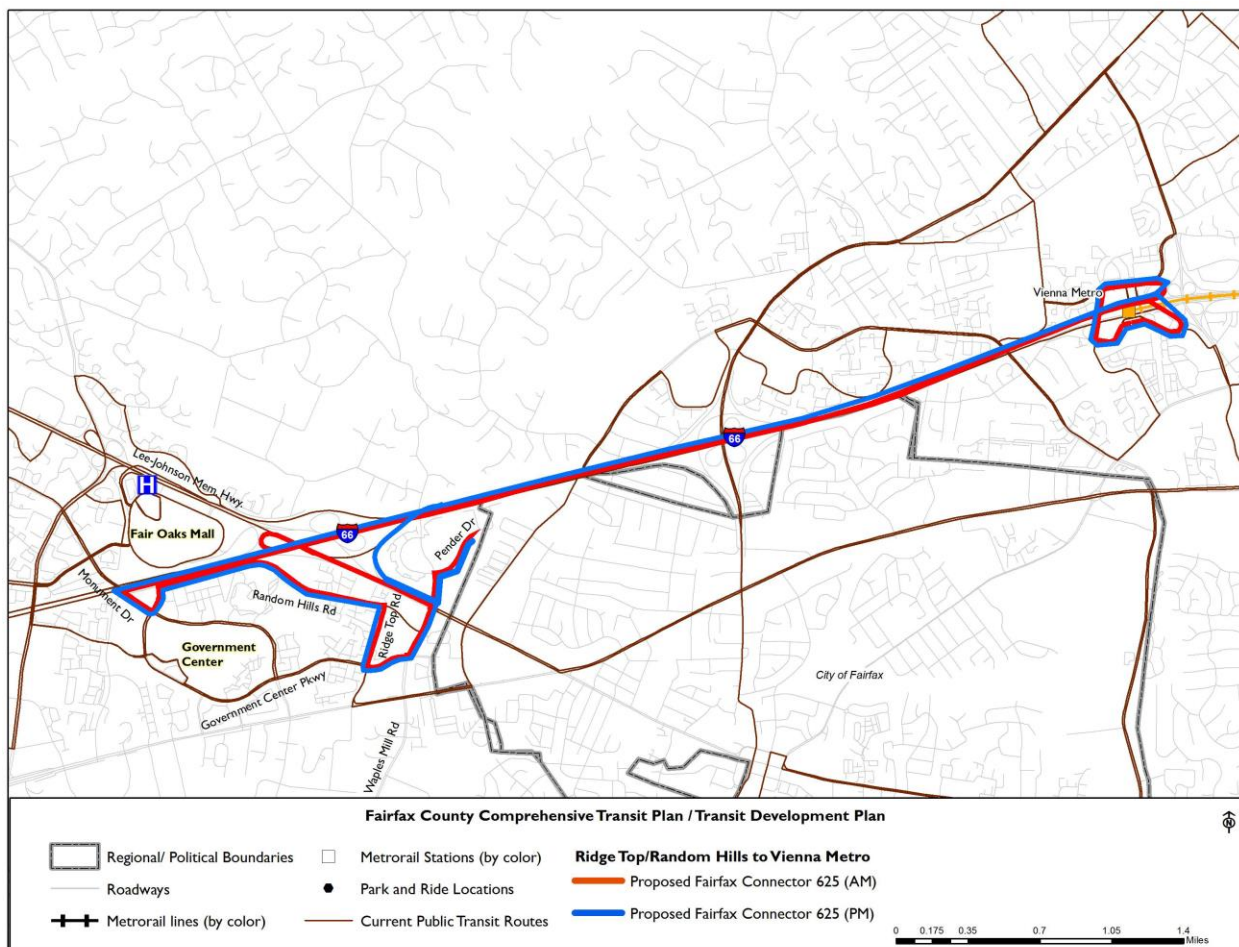 Vienna Metro
66
Lee-Johnson Mem. Hwy.
H
66
Pender Dr
Fair Oaks Mall
Monument Dr
Random Hills Rd
Ridge Top Rd
Government
Center
Government Center Pkwy
City of Fairfax
Waples Mill Rd
Fairfax County Comprehensive Transit Plan / Transit Development Plan
N
Regional/ Political Boundaries
Roadways
Metrorail lines (by color)
Metrorail Stations (by color)
Park and Ride Locations
Current Public Transit Routes
Ridge Top/Random Hills to Vienna Metro
Proposed Fairfax Connector 625 (AM)
Proposed Fairfax Connector 625 (PM)
0 0.175 0.35 0.7 1.05 1.4
Miles